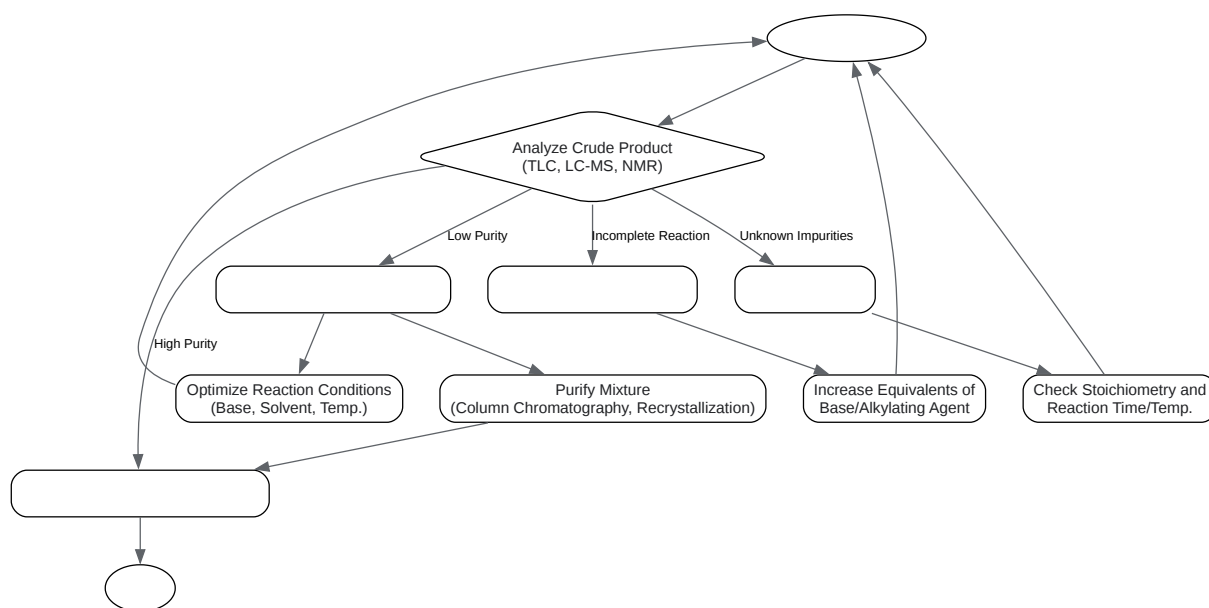 Analyze Crude Product
(TLC, LC-MS, NMR)
Low Purity
Incomplete Reaction
Unknown Impurities
High Purity
Optimize Reaction Conditions
(Base, Solvent, Temp.)
Purify Mixture
(Column Chromatography, Recrystallization)
Increase Equivalents of
Base/Alkylating Agent
Check Stoichiometry and
Reaction Time/Temp.